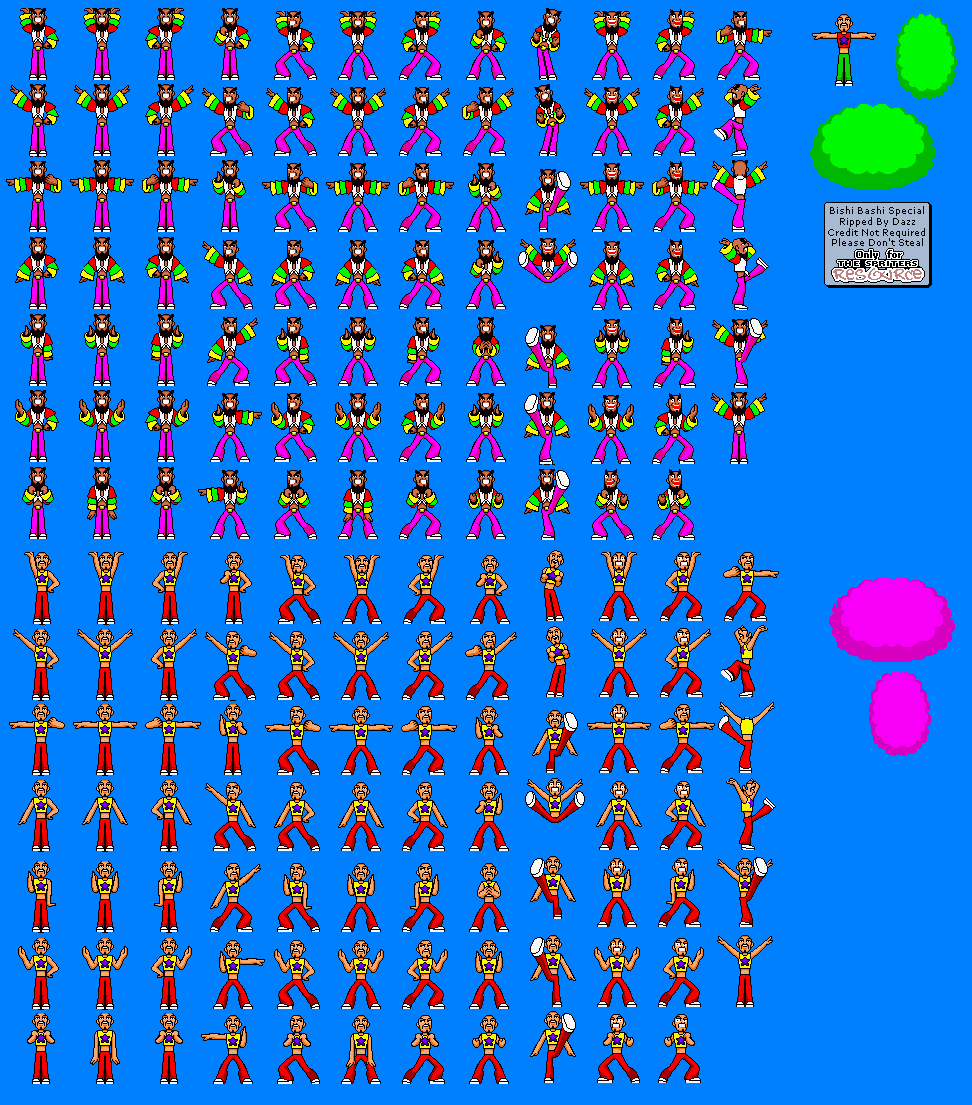 Bishi Bashi Special
Ripped By Dazz
Credit Not Required
Please Don't Steal
Only for
THE SPRITERS
RESOURCE